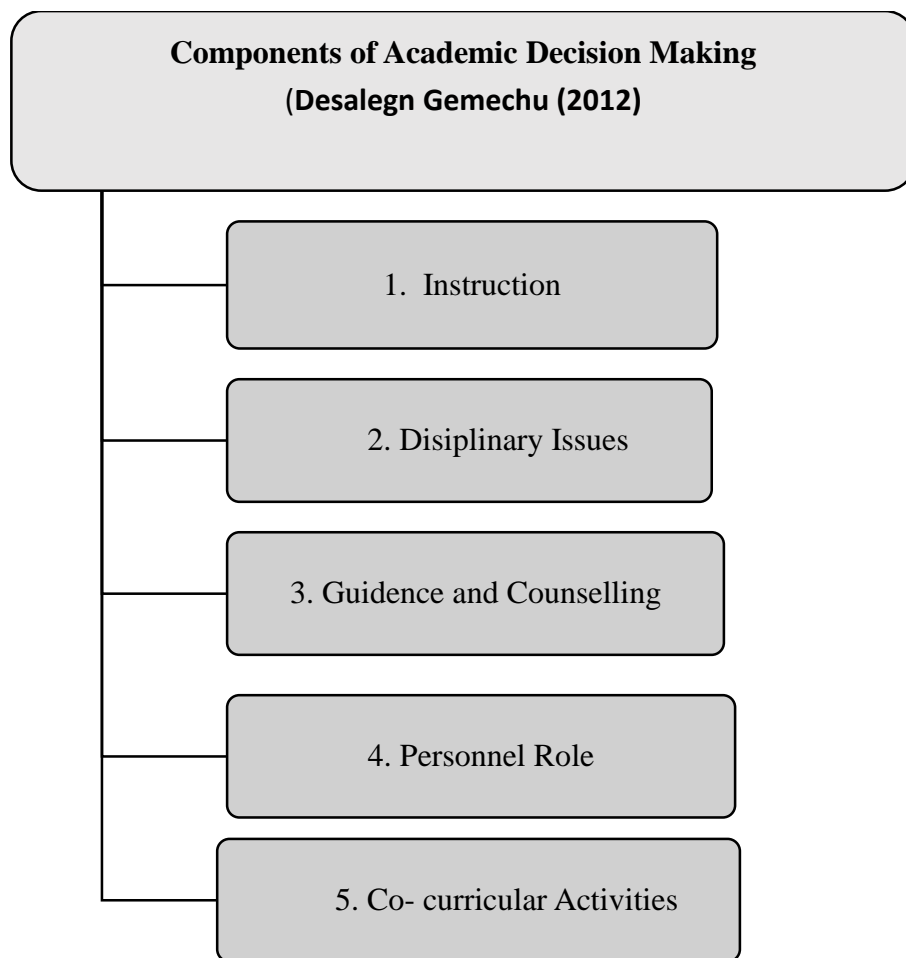 Components of Academic Decision Making
(Desalegn Gemechu (2012)
1. Instruction
2. Disiplinary Issues
3. Guidence and Counselling
4. Personnel Role
5. Co- curricular Activities